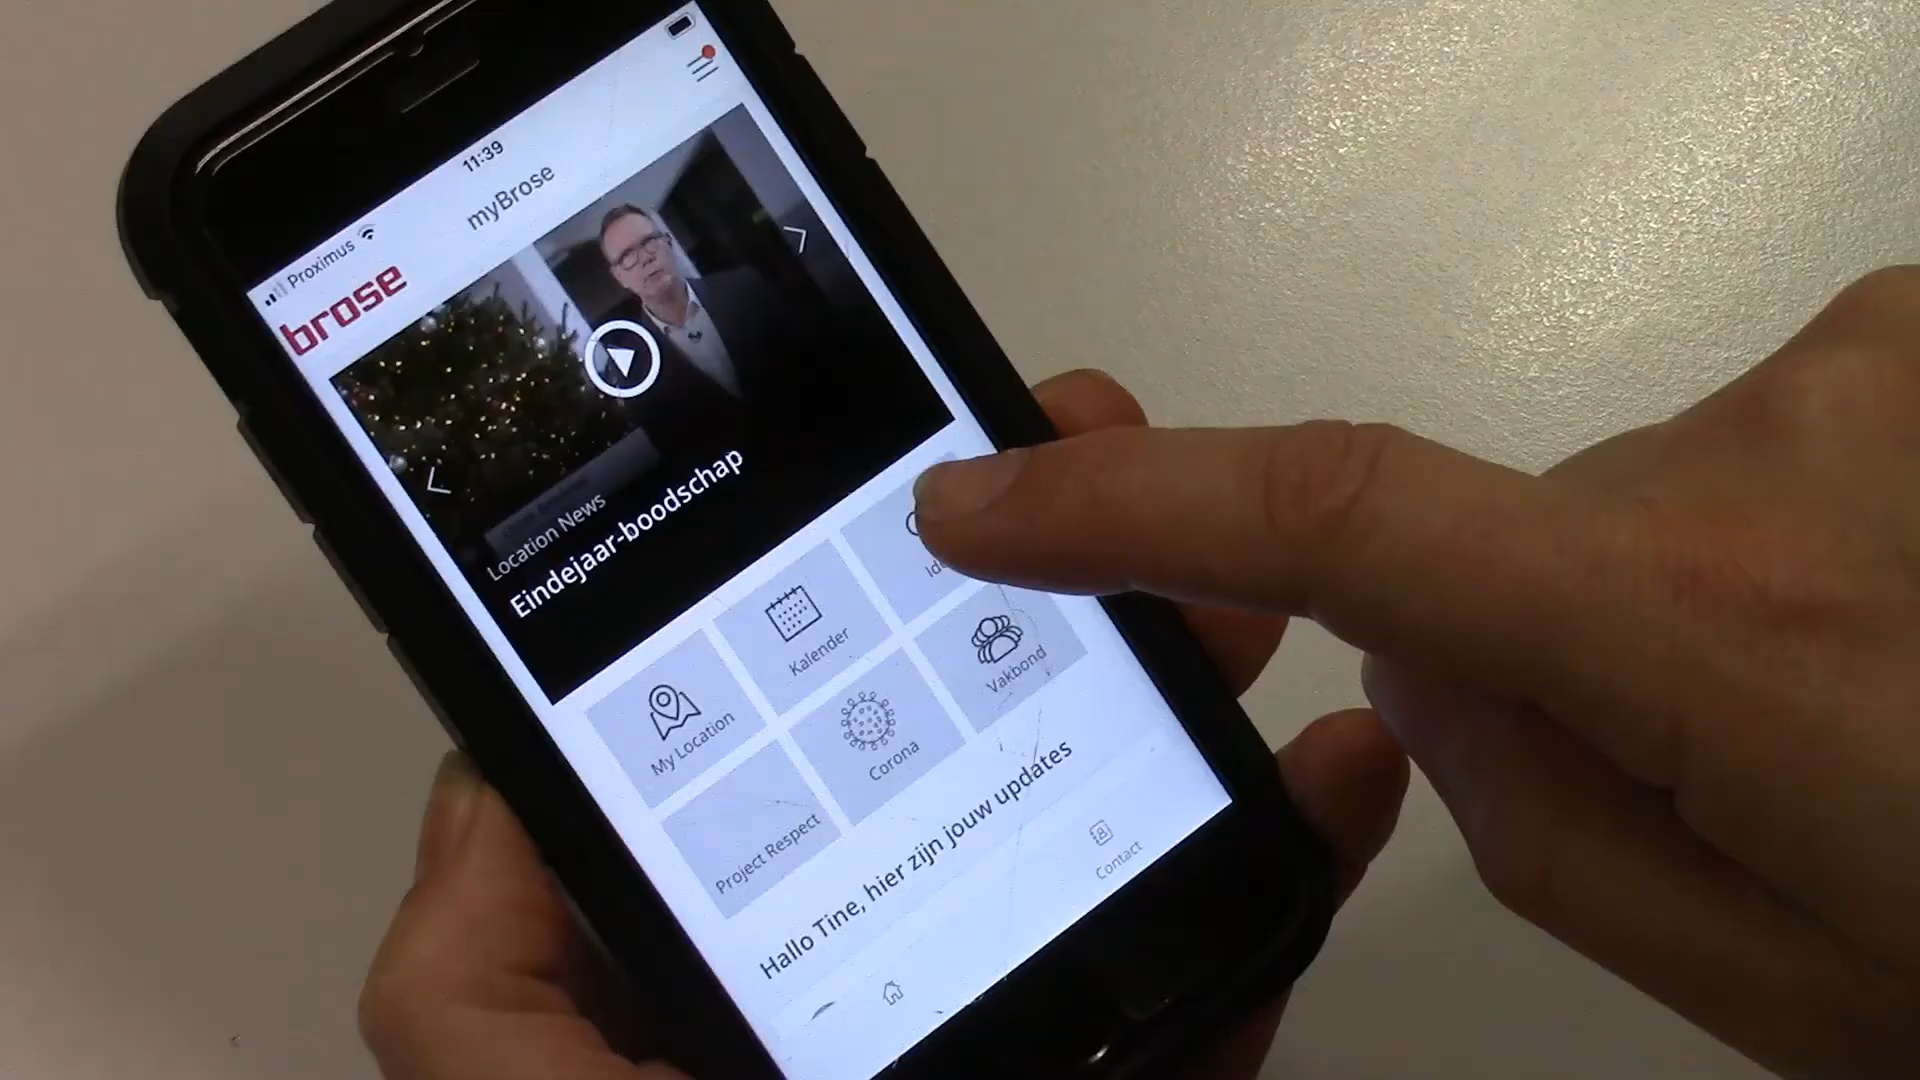 Proximus
11:39
brose
myBrose
Location News
Eindejaar-boodschap
My Location
Kalender
Project Respect
Corona
Vakbond
Hallo Tine, hier zijn jouw updates
Contact